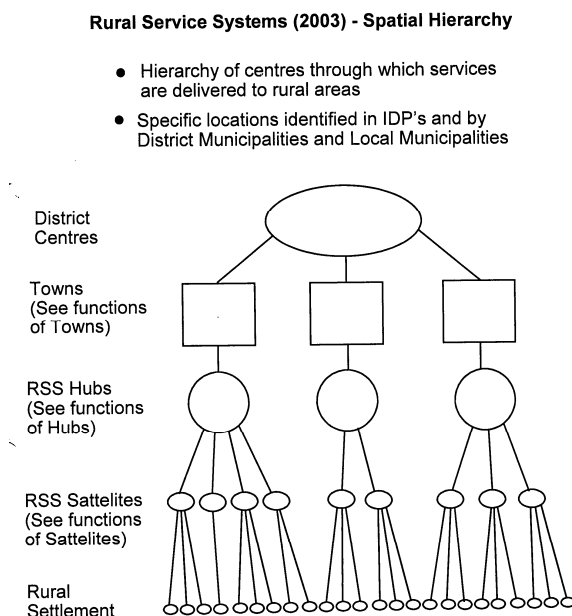 Rural Service Systems (2003) - Spatial Hierarchy
● Hierarchy of centres through which services
are delivered to rural areas
● Specific locations identified in IDP's and by
District Municipalities and Local Municipalities
District
Centres
Towns
(See functions
of Towns)
RSS Hubs
(See functions
of Hubs)
RSS Sattelites
(See functions
of Sattelites)
Rural
Settlement